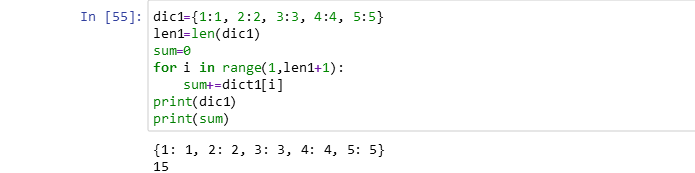 In [55]: dic1={1:1, 2:2, 3:3, 4:4, 5:5}
len1=len(dic1)
sum=0
for i in range(1,len1+1):
    sum+=dict1[i]
print(dic1)
print(sum)
{1: 1, 2: 2, 3: 3, 4: 4, 5: 5}
15